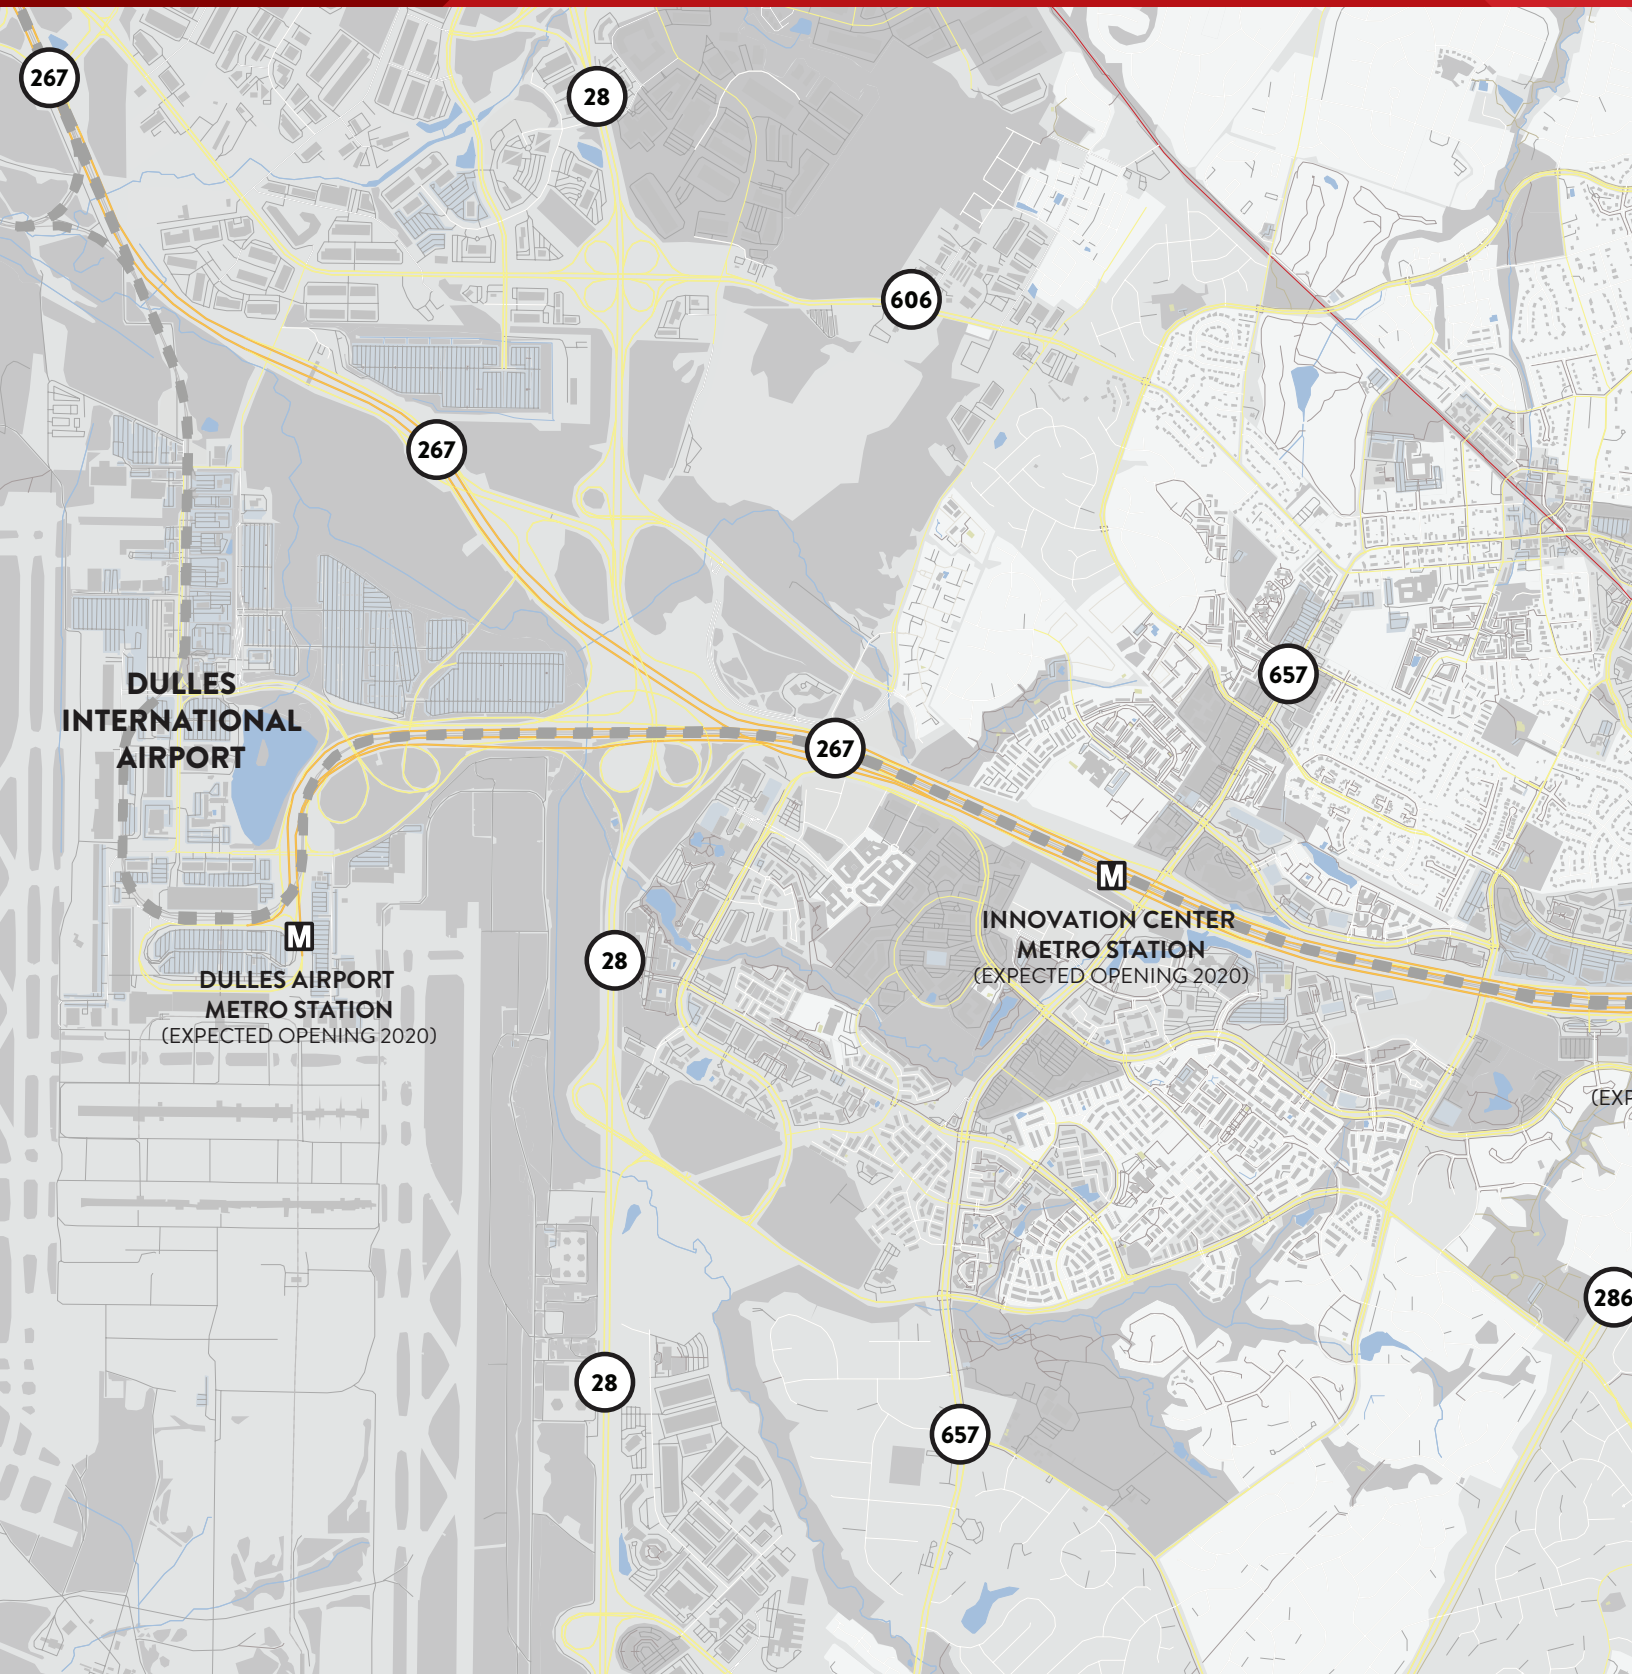 267
28
606
267
657
DULLES
INTERNATIONAL
AIRPORT
267
M
INNOVATION CENTER
METRO STATION
(EXPECTED OPENING 2020)
M
28
DULLES AIRPORT
METRO STATION
(EXPECTED OPENING 2020)
286
28
657